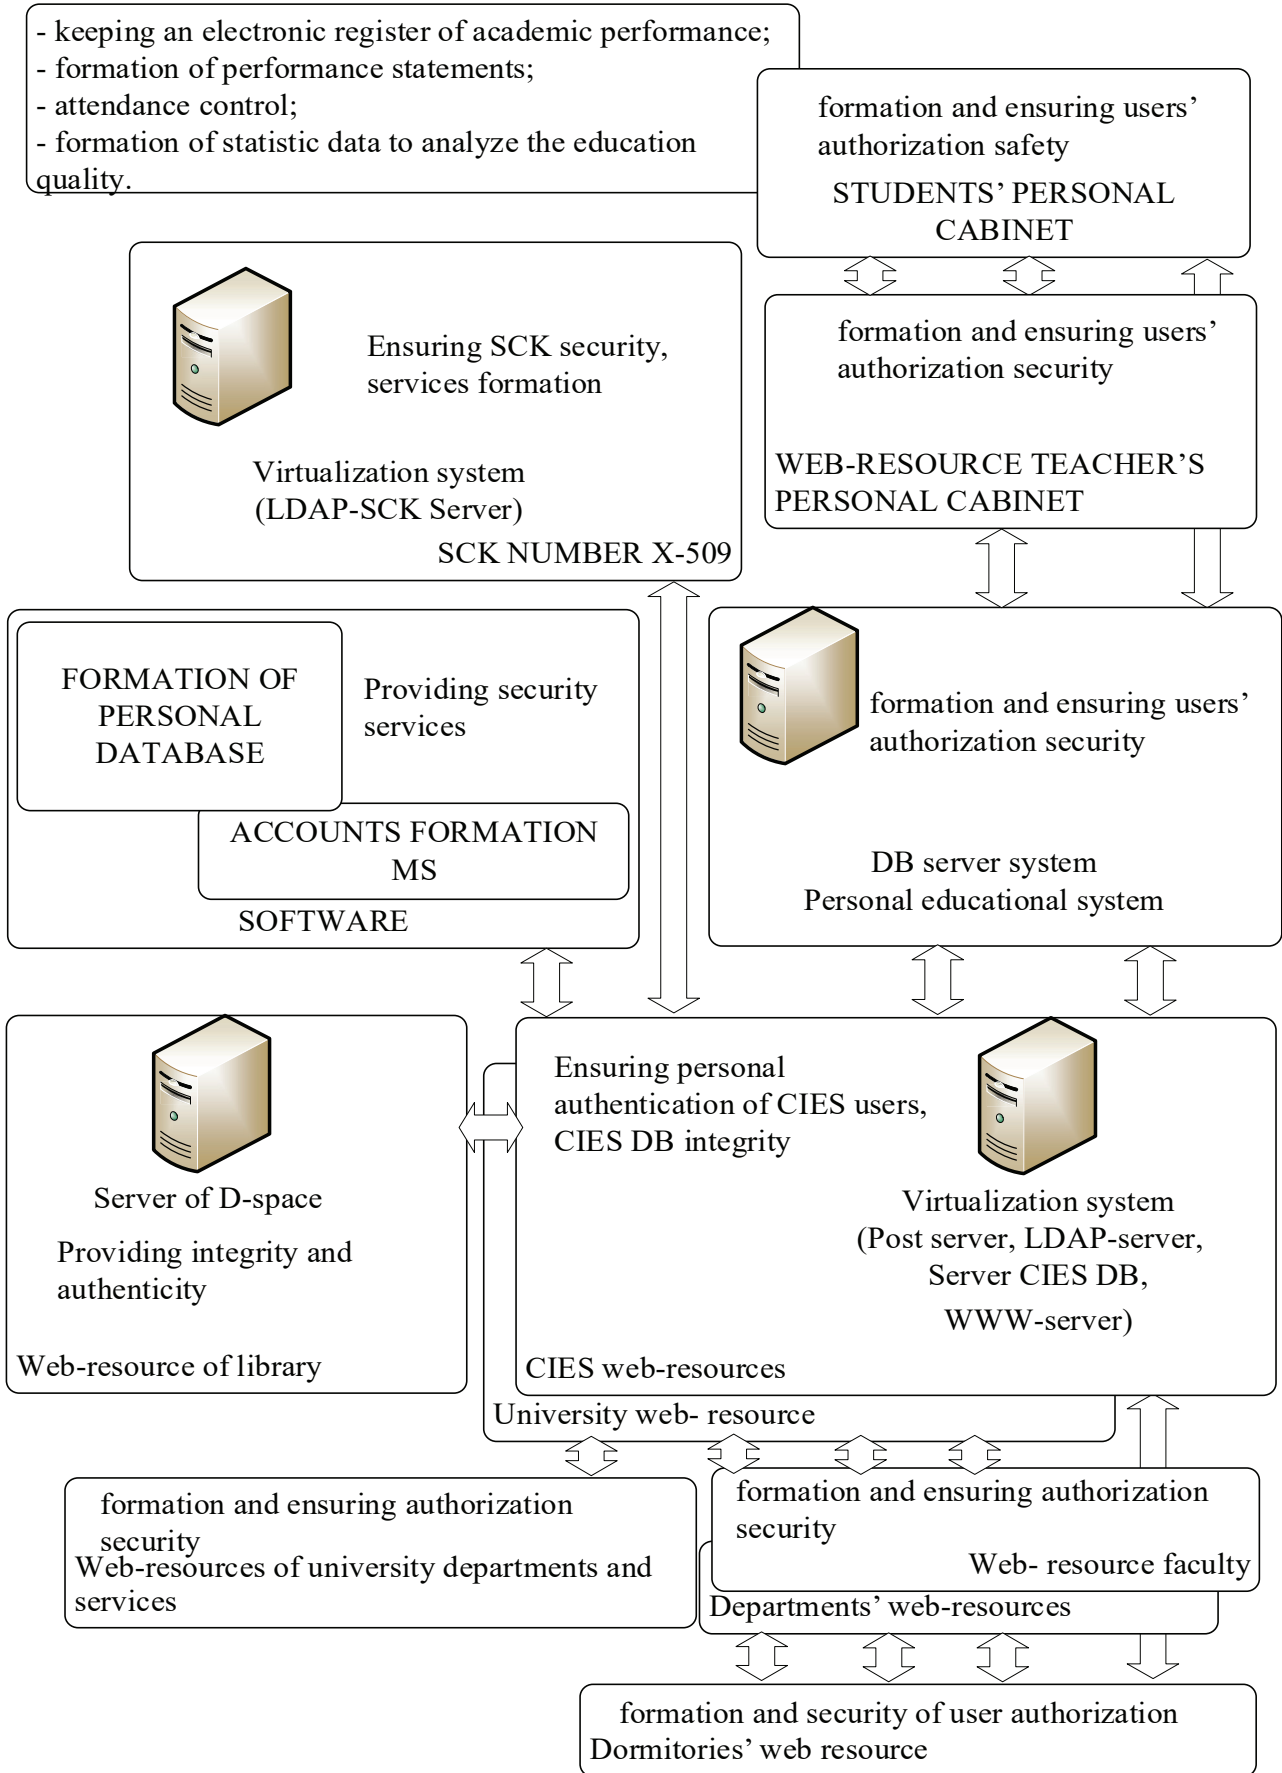 - keeping an electronic register of academic performance;
- formation of performance statements;
- attendance control;
- formation of statistic data to analyze the education
quality.
formation and ensuring users’
authorization safety
STUDENTS’ PERSONAL
CABINET
Ensuring SCK security,
services formation
Virtualization system
(LDAP-SCK Server)
SCK NUMBER X-509
formation and ensuring users’
authorization security
WEB-RESOURCE TEACHER’S
PERSONAL CABINET
FORMATION OF
PERSONAL
DATABASE
Providing security
services
ACCOUNTS FORMATION
MS
SOFTWARE
formation and ensuring users’
authorization security
DB server system
Personal educational system
Server of D-space
Providing integrity and
authenticity
Web-resource of library
Ensuring personal
authentication of CIES users,
CIES DB integrity
Virtualization system
(Post server, LDAP-server,
Server CIES DB,
WWW-server)
CIES web-resources
University web- resource
formation and ensuring authorization
security
Web-resources of university departments and
services
formation and ensuring authorization
security
Web- resource faculty
Departments’ web-resources
formation and security of user authorization
Dormitories’ web resource